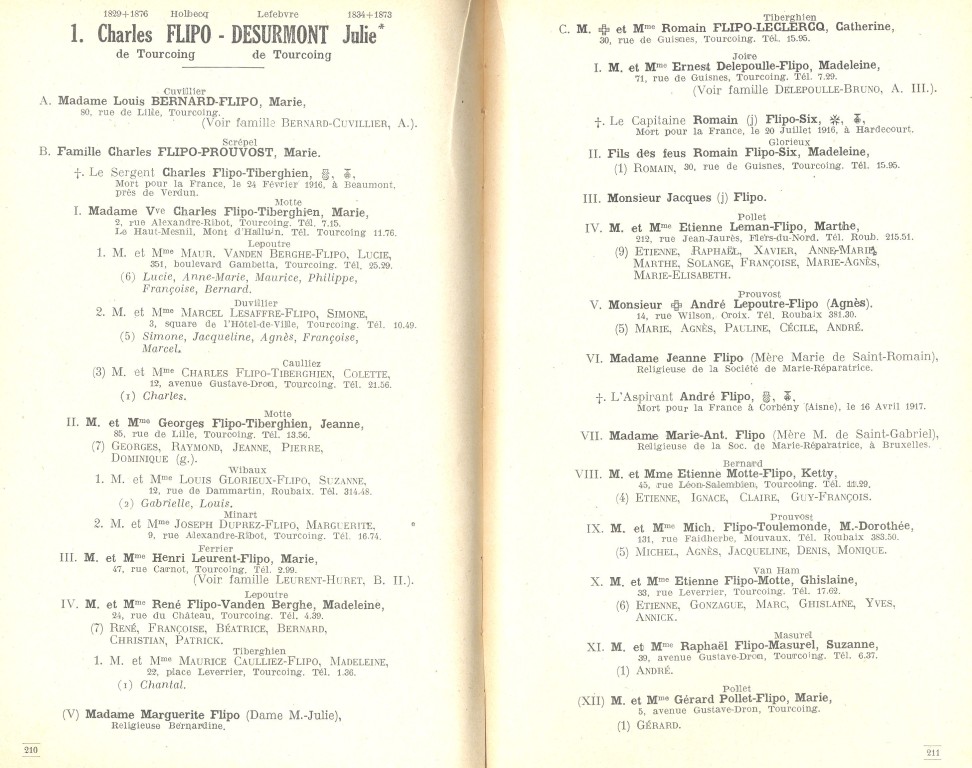 1829+1876 Holbecq Lefebvre 1834+1873
1. Charles FLIPO - DESURMONT Julie*
de Tourcoing de Tourcoing
Cuvillier
A. Madame Louis BERNARD-FLIPO, Marie,
80, rue de Lille, Tourcoing.
(Voir famille BERNARD-CUVILLIER, A.).
Screpel
B. Famille Charles FLIPO-PROUVOST, Marie.
†. Le Sergent Charles Flipo-Tiberghien,
Mort pour la France, le 24 Février 1916, à Beaumont,
près de Verdun.
Motte
I. Madame Vve Charles Flipo-Tiberghien, Marie,
2, rue Alexandre-Ribot, Tourcoing. Tél. 7.15.
Le Haut-Mesnil, Mont d'Halluin. Tél. Tourcoing 11.76.
Lepoutre
1. M. et Mme MAUR. VANDEN BERGHE-FLIPO, LUCIE,
351, boulevard Gambetta, Tourcoing. Tél. 25.29.
(6) Lucie, Anne-Marie, Maurice, Philippe,
Françoise, Bernard.
Duvillier
2. M. et Mme MARCEL LESAFFRE-FLIPO, SIMONE,
3, square de l'Hôtel-de-Ville, Tourcoing. Tél. 10.49.
(5) Simone, Jacqueline, Agnès, Françoise,
Marcel.
Caulliez
(3) M. et Mme CHARLES FLIPO-TIBERGHIEN, COLETTE,
12, avenue Gustave-Dron, Tourcoing. Tél. 21.56.
(1) Charles.
Motte
II. M. et Mme Georges Flipo-Tiberghien, Jeanne,
85, rue de Lille, Tourcoing. Tél. 13.56.
(7) GEORGES, RAYMOND, JEANNE, PIERRE,
DOMINIQUE (g.).
Wibaux
1. M. et Mme LOUIS GLORIEUX-FLIPO, SUZANNE,
12, rue de Dammartin, Roubaix. Tél. 314.48.
(2) Gabrielle, Louis.
Minart
2. M. et Mme JOSEPH DUPREZ-FLIPO, MARGUERITE,
9, rue Alexandre-Ribot, Tourcoing. Tél. 16.74.
Ferrier
III. M. et Mme Henri Leurent-Flipo, Marie,
47, rue Carnot, Tourcoing. Tél. 2.99.
(Voir famille LEURENT-HURET, B. II.).
Lepoutre
IV. M. et Mme René Flipo-Vanden Berghe, Madeleine,
24, rue du Château, Tourcoing. Tél. 4.39.
(7) RENÉ, FRANÇOISE, BÉATRICE, BERNARD,
CHRISTIAN, PATRICK.
Tiberghien
1. M. et Mme MAURICE CAULLIEZ-FLIPO, MADELEINE,
22, place Leverrier, Tourcoing. Tél. 1.36.
(1) Chantal.
(V) Madame Marguerite Flipo (Dame M.-Julie),
Religieuse Bernardine.
210
Tiberghien
C. M. ✙ et Mme Romain FLIPO-LECLERCQ, Catherine,
30, rue de Guisnes, Tourcoing. Tél. 15.95.
Joire
I. M. et Mme Ernest Delepoulle-Flipo, Madeleine,
71, rue de Guisnes, Tourcoing. Tél. 7.29.
(Voir famille DELEPOULLE-BRUNO, A. III.).
†. Le Capitaine Romain (j) Flipo-Six,
Mort pour la France, le 20 Juillet 1916, à Hardecourt.
Glorieux
II. Fils des feus Romain Flipo-Six, Madeleine,
(1) ROMAIN, 30, rue de Guisnes, Tourcoing. Tél. 15.95.
III. Monsieur Jacques (j) Flipo.
Pollet
IV. M. et Mme Etienne Leman-Flipo, Marthe,
212, rue Jean-Jaurès, Flers-du-Nord. Tél. Roub. 215.51.
(9) ETIENNE, RAPHAËL, XAVIER, ANNE-MARIE,
MARTHE, SOLANGE, FRANÇOISE, MARIE-AGNÈS,
MARIE-ELISABETH.
Prouvost
V. Monsieur ✙ André Lepoutre-Flipo (Agnès).
14, rue Wilson, Croix. Tél. Roubaix 381.30.
(5) MARIE, AGNÈS, PAULINE, CÉCILE, ANDRÉ.
VI. Madame Jeanne Flipo (Mère Marie de Saint-Romain),
Religieuse de la Société de Marie-Réparatrice.
†. L'Aspirant André Flipo,
Mort pour la France à Corbény (Aisne), le 16 Avril 1917.
VII. Madame Marie-Ant. Flipo (Mère M. de Saint-Gabriel),
Religieuse de la Soc. de Marie-Réparatrice, à Bruxelles.
Bernard
VIII. M. et Mme Etienne Motte-Flipo, Ketty,
45, rue Léon-Salembien, Tourcoing. Tél.
(4) ETIENNE, IGNACE, CLAIRE, GUY-FRANÇOIS.
Prouvost
IX. M. et Mme Mich. Flipo-Toulemonde, M.-Dorothée,
131, rue Faidherbe, Mouvaux. Tél. Roubaix 383.50.
(5) MICHEL, AGNÈS, JACQUELINE, DENIS, MONIQUE.
Van Ham
X. M. et Mme Etienne Flipo-Motte, Ghislaine,
33, rue Leverrier, Tourcoing. Tél. 17.62.
(6) ETIENNE, GONZAGUE, MARC, GHISLAINE, YVES,
ANNICK.
Masurel
XI. M. et Mme Raphaël Flipo-Masurel, Suzanne,
39, avenue Gustave-Dron, Tourcoing. Tél. 6.37.
(1) ANDRÉ.
Pollet
(XII) M. et Mme Gérard Pollet-Flipo, Marie,
5, avenue Gustave-Dron, Tourcoing.
(1) GÉRARD.
211